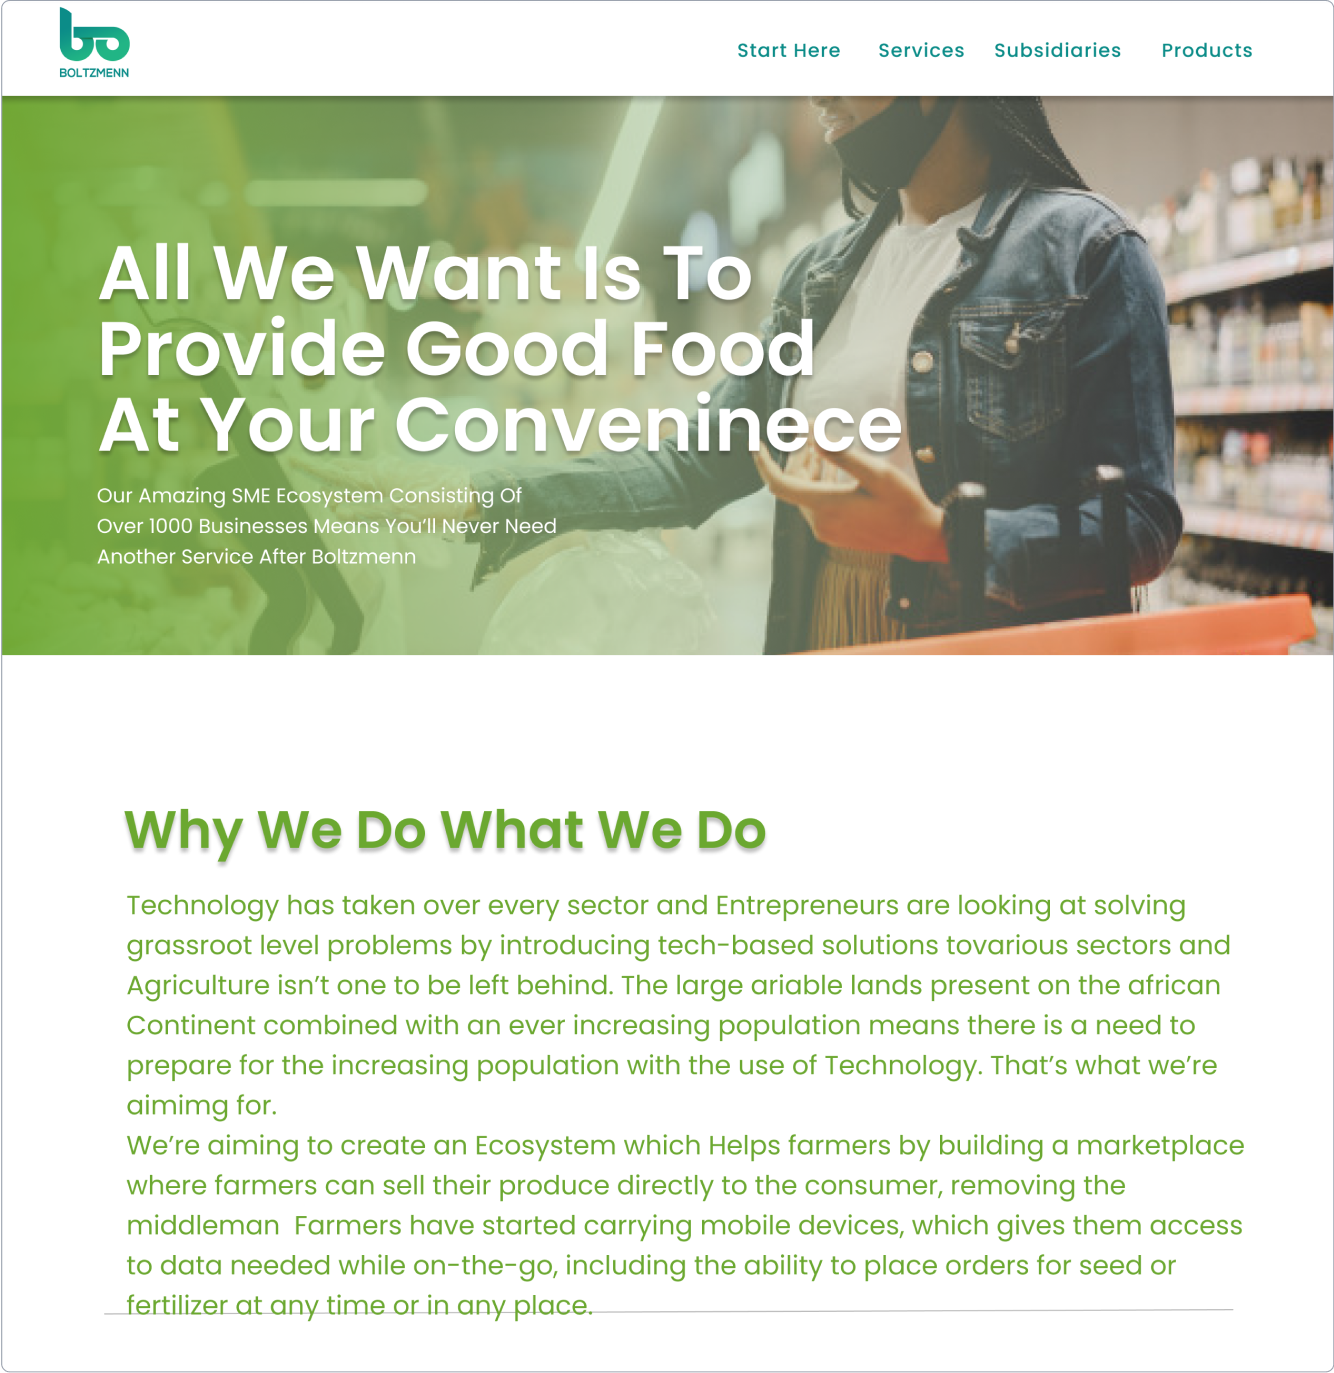 BOLTZMENN
Start Here Services Subsidiaries Products
All We Want Is To
Provide Good Food
At Your Conveninece
Our Amazing SME Ecosystem Consisting Of
Over 1000 Businesses Means You'll Never Need
Another Service After Boltzmenn
Why We Do What We Do
Technology has taken over every sector and Entrepreneurs are looking at solving
grassroot level problems by introducing tech-based solutions tovarious sectors and
Agriculture isn't one to be left behind. The large ariable lands present on the african
Continent combined with an ever increasing population means there is a need to
prepare for the increasing population with the use of Technology. That's what we're
aimimg for.
We're aiming to create an Ecosystem which Helps farmers by building a marketplace
where farmers can sell their produce directly to the consumer, removing the
middleman  Farmers have started carrying mobile devices, which gives them access
to data needed while on-the-go, including the ability to place orders for seed or
fertilizer at any time or in any place.